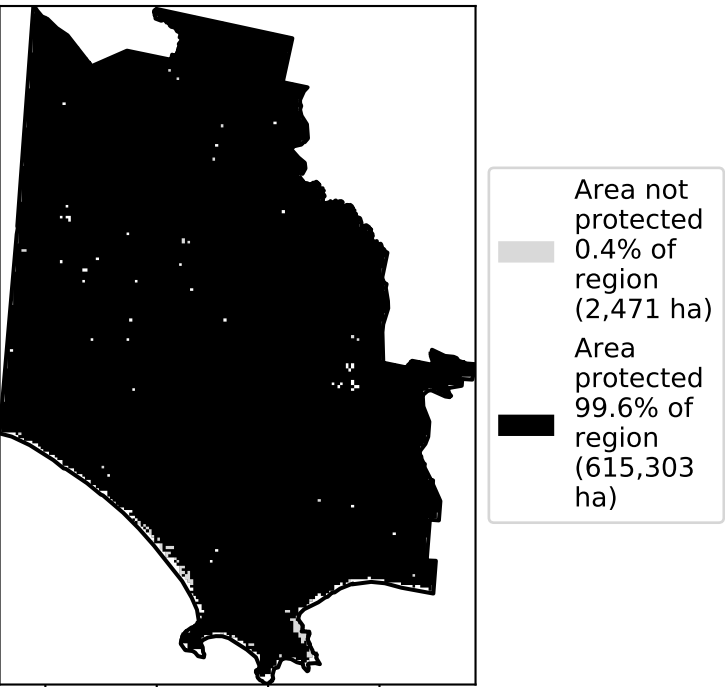 Area not
protected
0.4% of
region
(2,471 ha)
Area
protected
99.6% of
region
(615,303
ha)